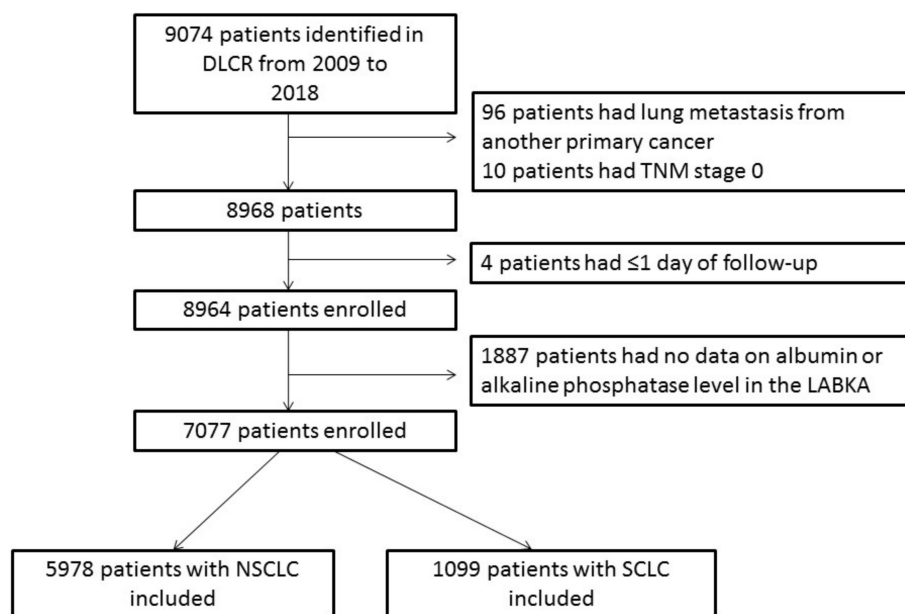 9074 patients identified in
DLCR from 2009 to
2018
96 patients had lung metastasis from
another primary cancer
10 patients had TNM stage 0
8968 patients
4 patients had ≤1 day of follow-up
8964 patients enrolled
1887 patients had no data on albumin or
alkaline phosphatase level in the LABKA
7077 patients enrolled
5978 patients with NSCLC
included
1099 patients with SCLC
included